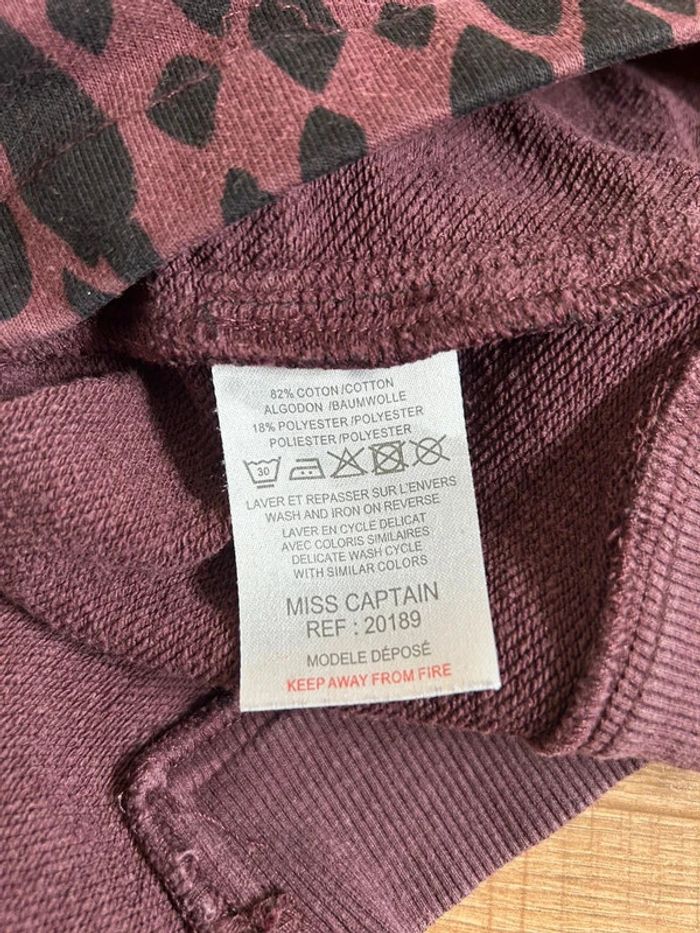 82% COTON /COTTON
ALGODON /BAUMWOLLE
18% POLYESTER /POLYESTER
POLIESTER /POLYESTER
30
LAVER ET REPASSER SUR L'ENVERS
WASH AND IRON ON REVERSE
LAVER EN CYCLE DELICAT
AVEC COLORIS SIMILAIRES
DELICATE WASH CYCLE
WITH SIMILAR COLORS
MISS CAPTAIN
REF : 20189
MODELE DÉPOSÉ
KEEP AWAY FROM FIRE